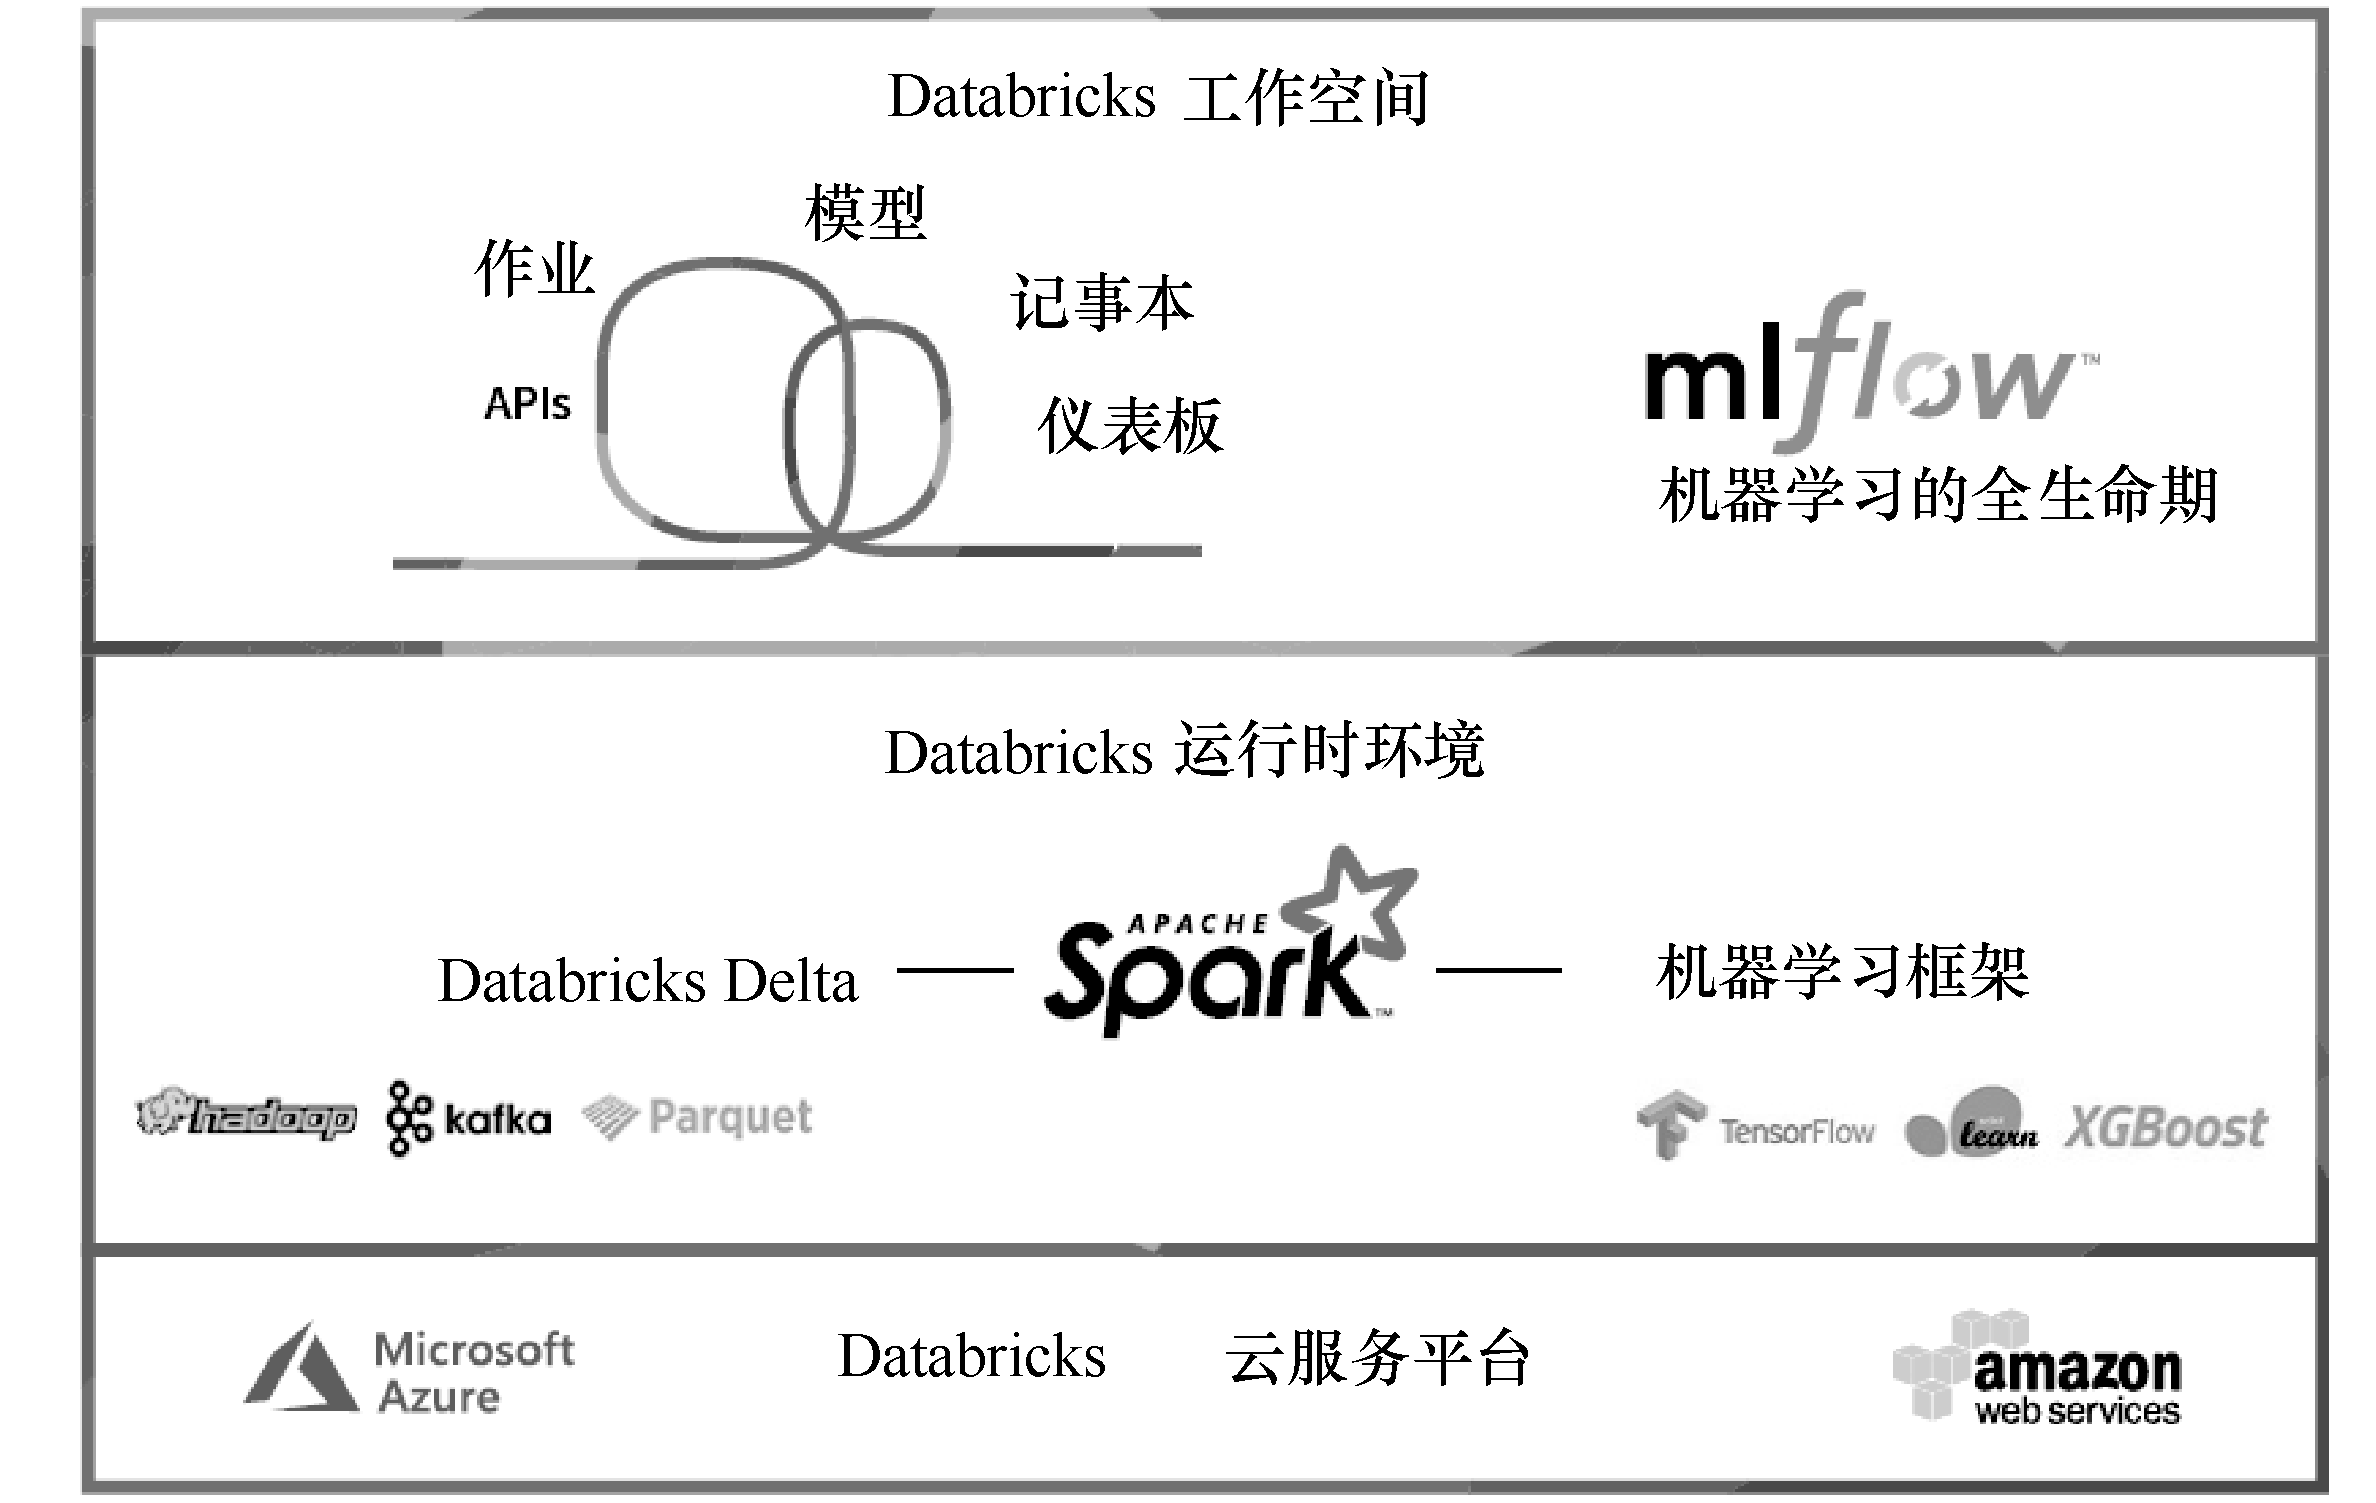 Databricks 工作空间
模型
作业
记事本
APIs
仪表板
mlflow™
机器学习的全生命期
Databricks 运行时环境
APACHE
Spark™
Databricks Delta
机器学习框架
hadoop
kafka
Parquet
TensorFlow
learn
XGBoost
Microsoft
Azure
Databricks 云服务平台
amazon
web services